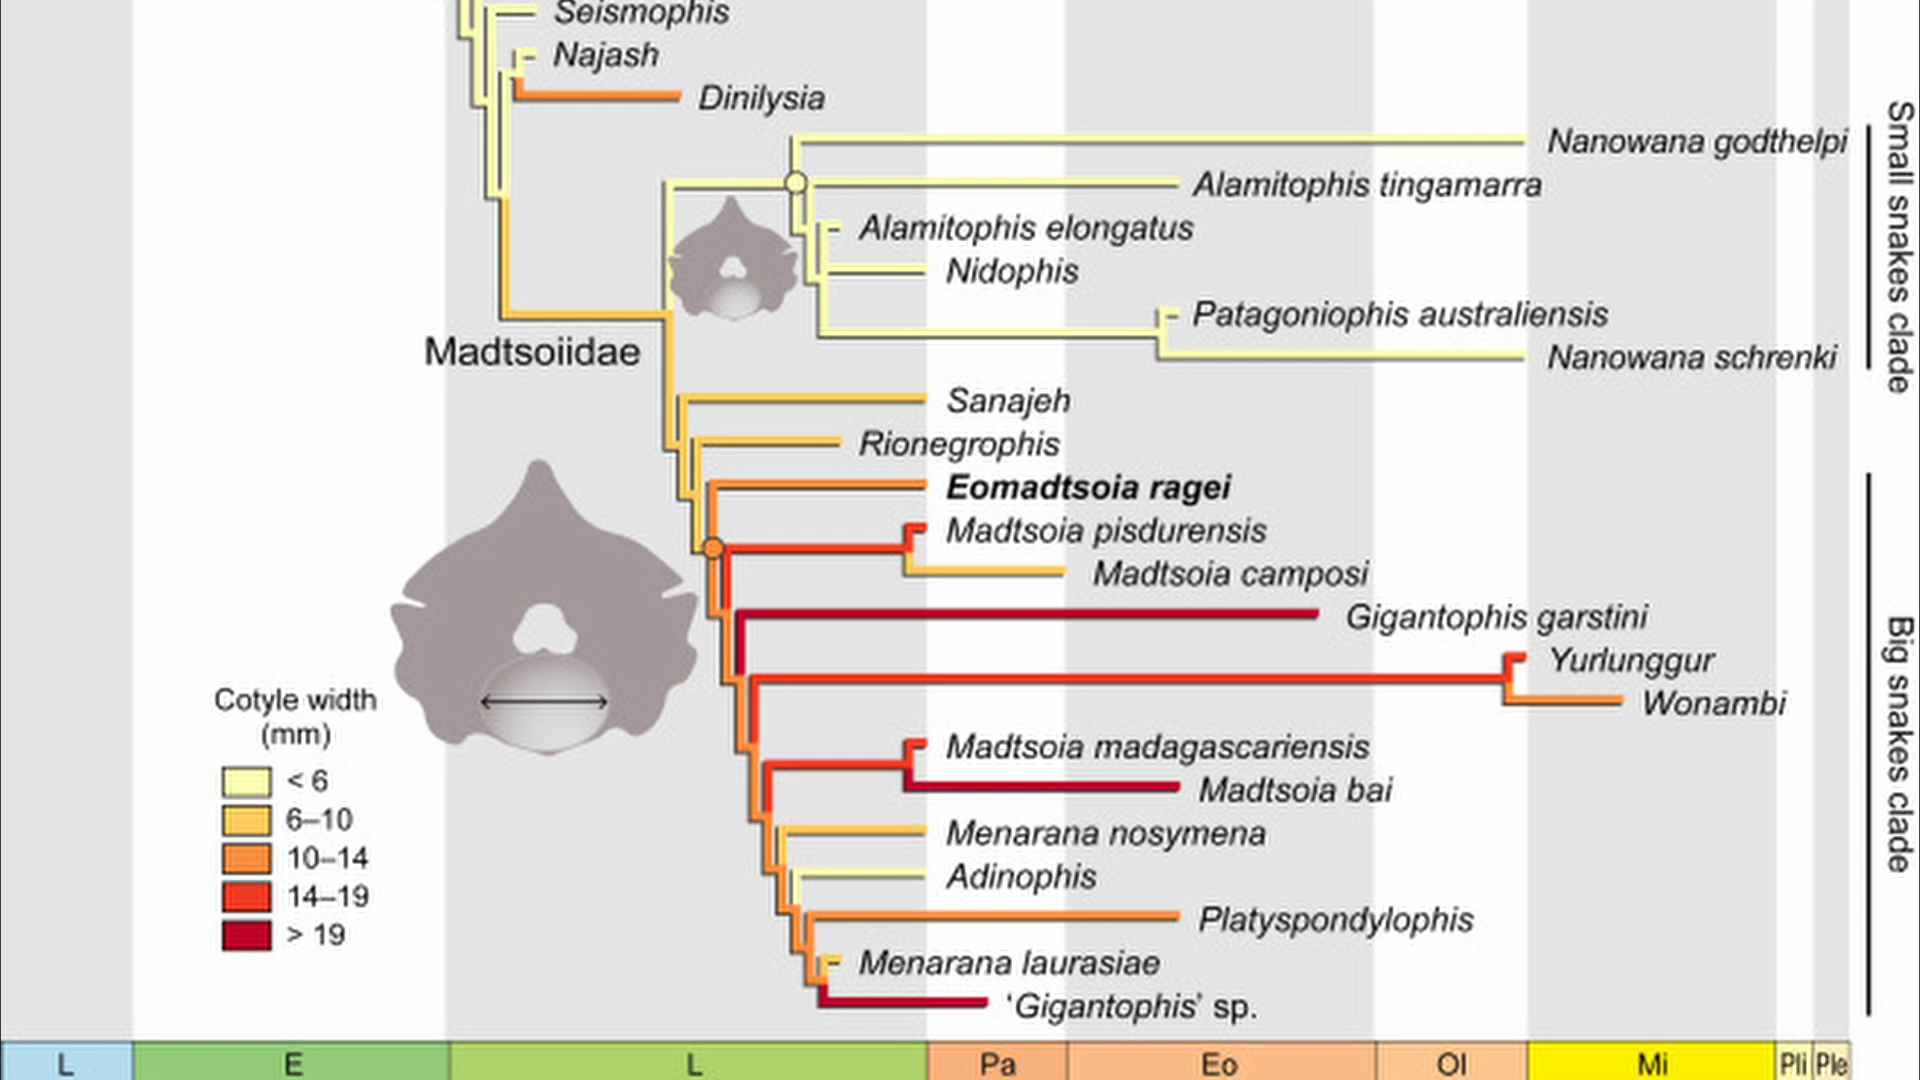 Seismophis
Najash
Dinilysia
Nanowana godthelpi
Alamitophis tingamarra
Alamitophis elongatus
Nidophis
Patagoniophis australiensis
Nanowana schrenki
Small snakes clade
Madtsoiidae
Sanajeh
Rionegrophis
Eomadtsoia ragei
Madtsoia pisdurensis
Madtsoia camposi
Gigantophis garstini
Yurlunggur
Wonambi
Madtsoia madagascariensis
Madtsoia bai
Menarana nosymena
Adinophis
Platyspondylophis
Menarana laurasiae
‘Gigantophis’ sp.
Big snakes clade
Cotyle width
(mm)
< 6
6–10
10–14
14–19
> 19
L E L Pa Eo Ol Mi Pli Ple